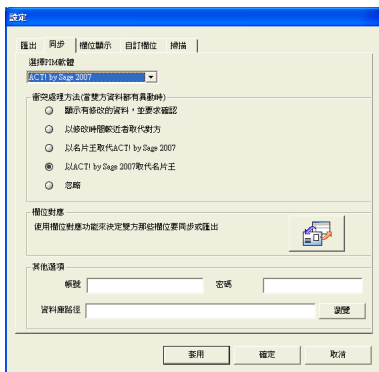 設定
匯出 同步 欄位顯示 自訂欄位 掃描
選擇PIM軟體
ACT! by Sage 2007
衝突處理方法(當雙方資料都有異動時)
顯示有修改的資料，並要求確認
以修改時間較近者取代對方
以名片王取代ACT! by Sage 2007
以ACT! by Sage 2007取代名片王
忽略
欄位對應
使用欄位對應功能來決定雙方那些欄位要同步或匯出
其他選項
帳號 密碼
資料庫路徑 瀏覽
套用 確定 取消